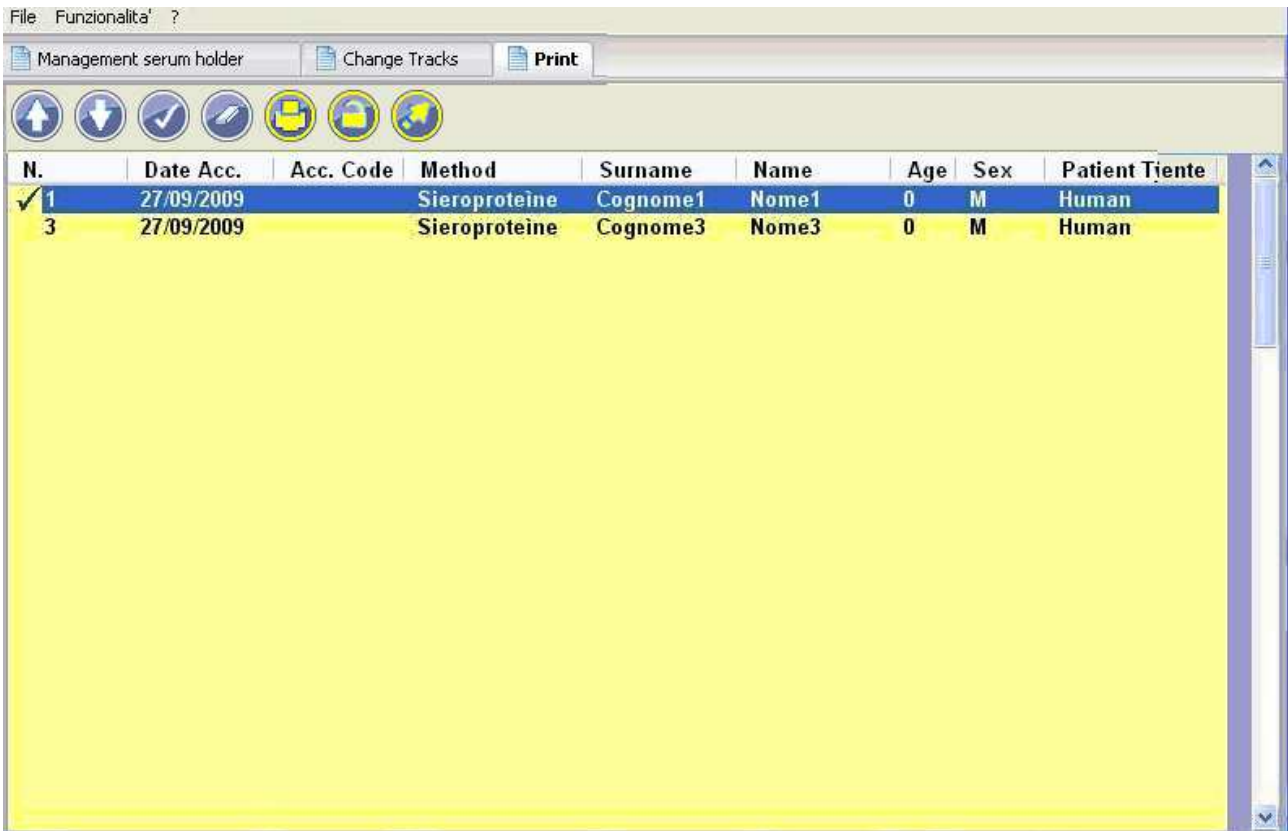 File Funzionalita' ?
Management serum holder Change Tracks Print
N. Date Acc. Acc. Code Method Surname Name Age Sex Patient Tiente
1 27/09/2009 Sieroproteine Cognome1 Nome1 0 M Human
3 27/09/2009 Sieroproteine Cognome3 Nome3 0 M Human